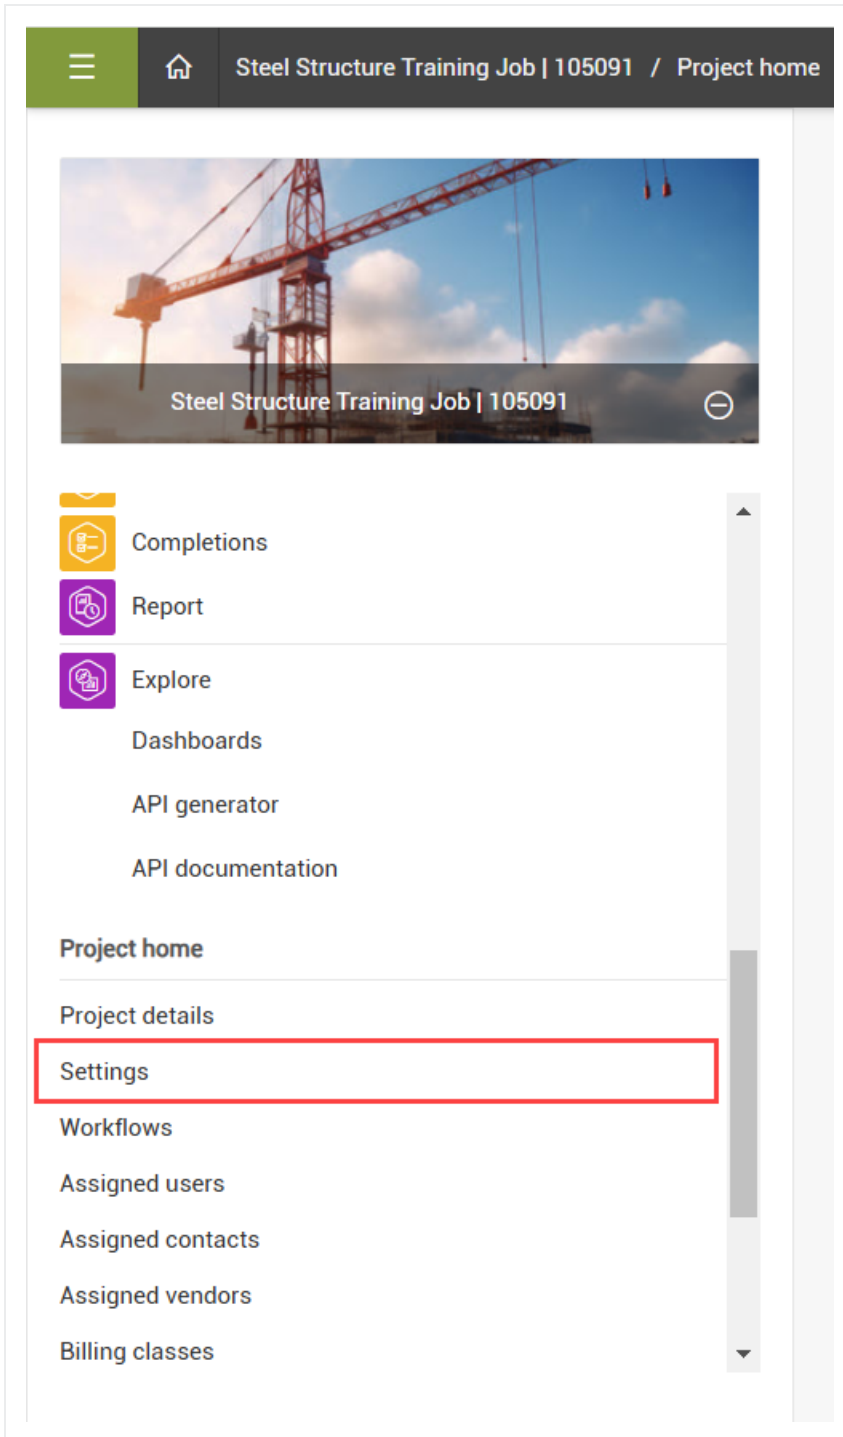 Steel Structure Training Job | 105091 / Project home
Steel Structure Training Job | 105091
Completions
Report
Explore
Dashboards
API generator
API documentation
Project home
Project details
Settings
Workflows
Assigned users
Assigned contacts
Assigned vendors
Billing classes